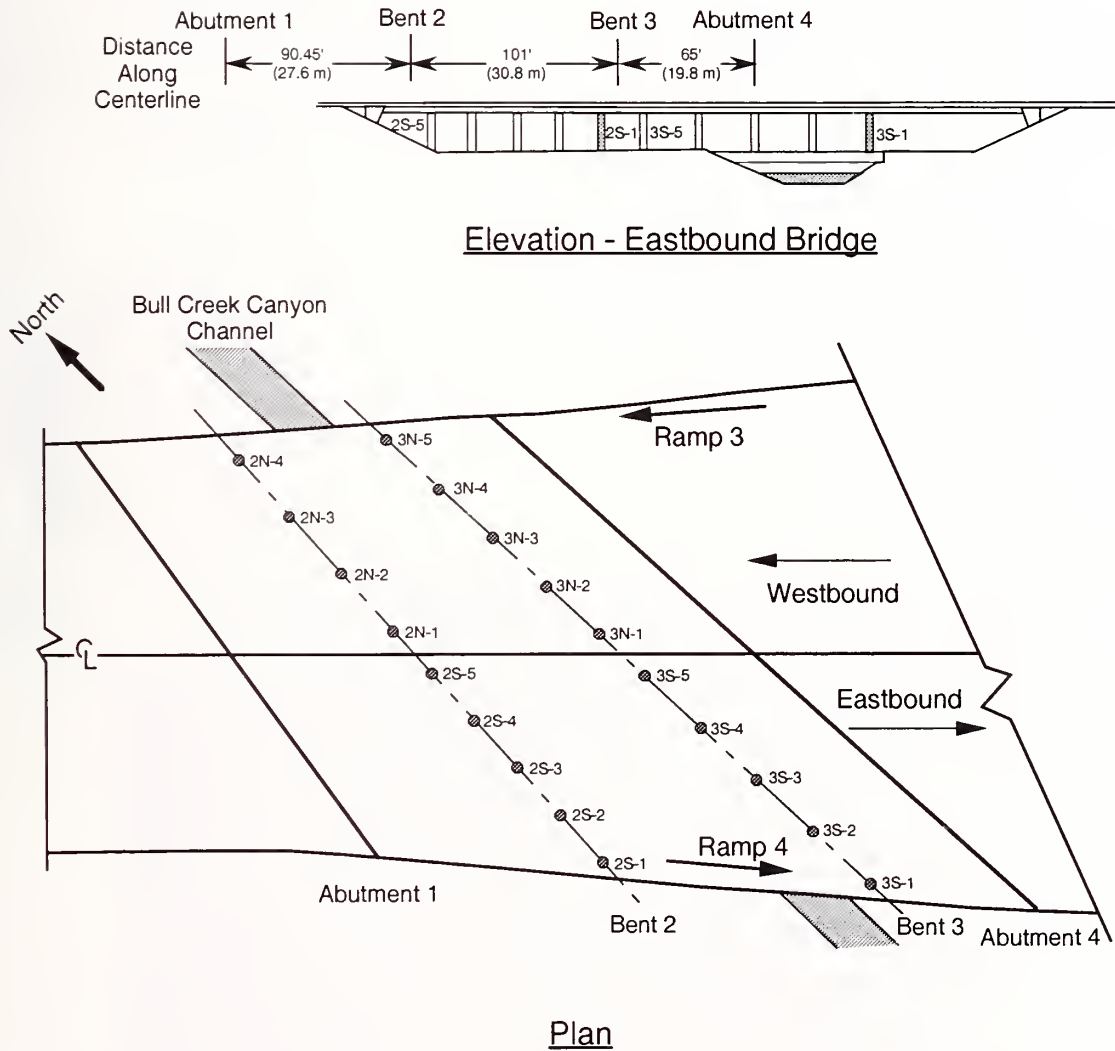 Abutment 1
Bent 2
Bent 3
Abutment 4
Distance
Along
Centerline
90.45'
(27.6 m)
101'
(30.8 m)
65'
(19.8 m)
2S-5
2S-1
3S-5
3S-1
Elevation - Eastbound Bridge
North
Bull Creek Canyon
Channel
Ramp 3
2N-4
3N-5
3N-4
2N-3
3N-3
2N-2
3N-2
Westbound
2N-1
3N-1
CL
2S-5
3S-5
Eastbound
2S-4
3S-4
2S-3
3S-3
2S-2
3S-2
Ramp 4
2S-1
3S-1
Abutment 1
Bent 2
Bent 3
Abutment 4
Plan